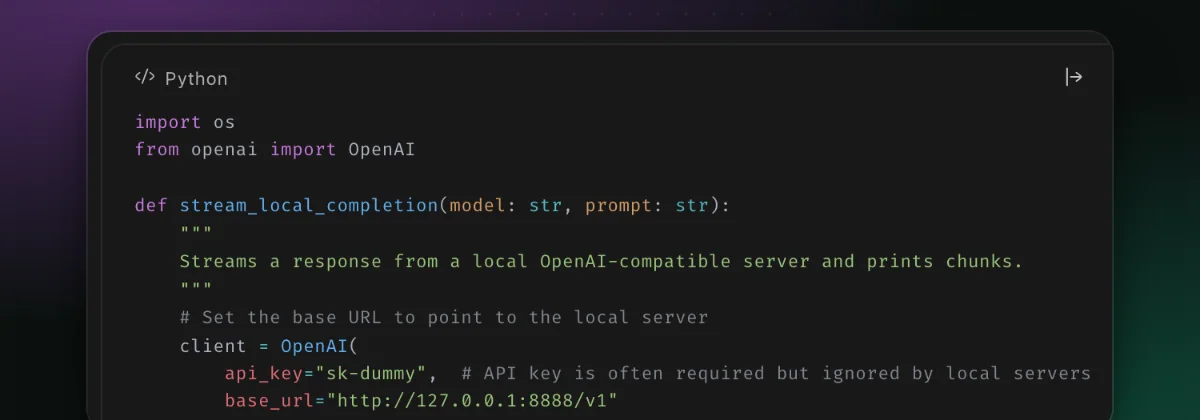 </> Python
import os
from openai import OpenAI
def stream_local_completion(model: str, prompt: str):
"""
Streams a response from a local OpenAI-compatible server and prints chunks.
"""
# Set the base URL to point to the local server
client = OpenAI(
api_key="sk-dummy",  # API key is often required but ignored by local servers
base_url="http://127.0.0.1:8888/v1"